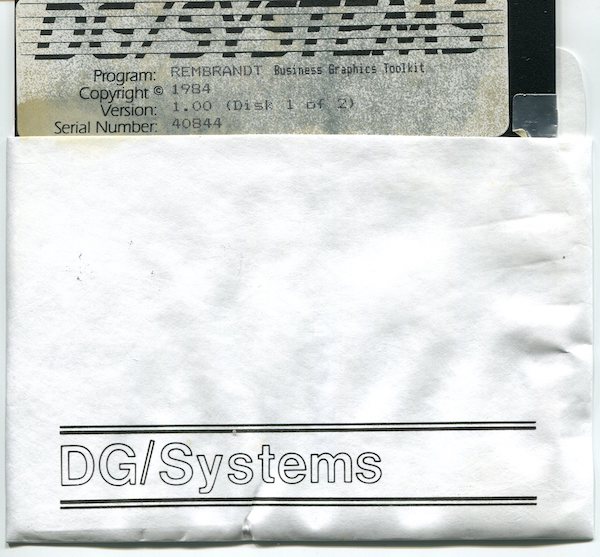 DG/SYSTEMS
Program: REMBRANDT Business Graphics Toolkit
Copyright © 1984
Version: 1.00 (Disk 1 of 2)
Serial Number: 40844
DG/Systems